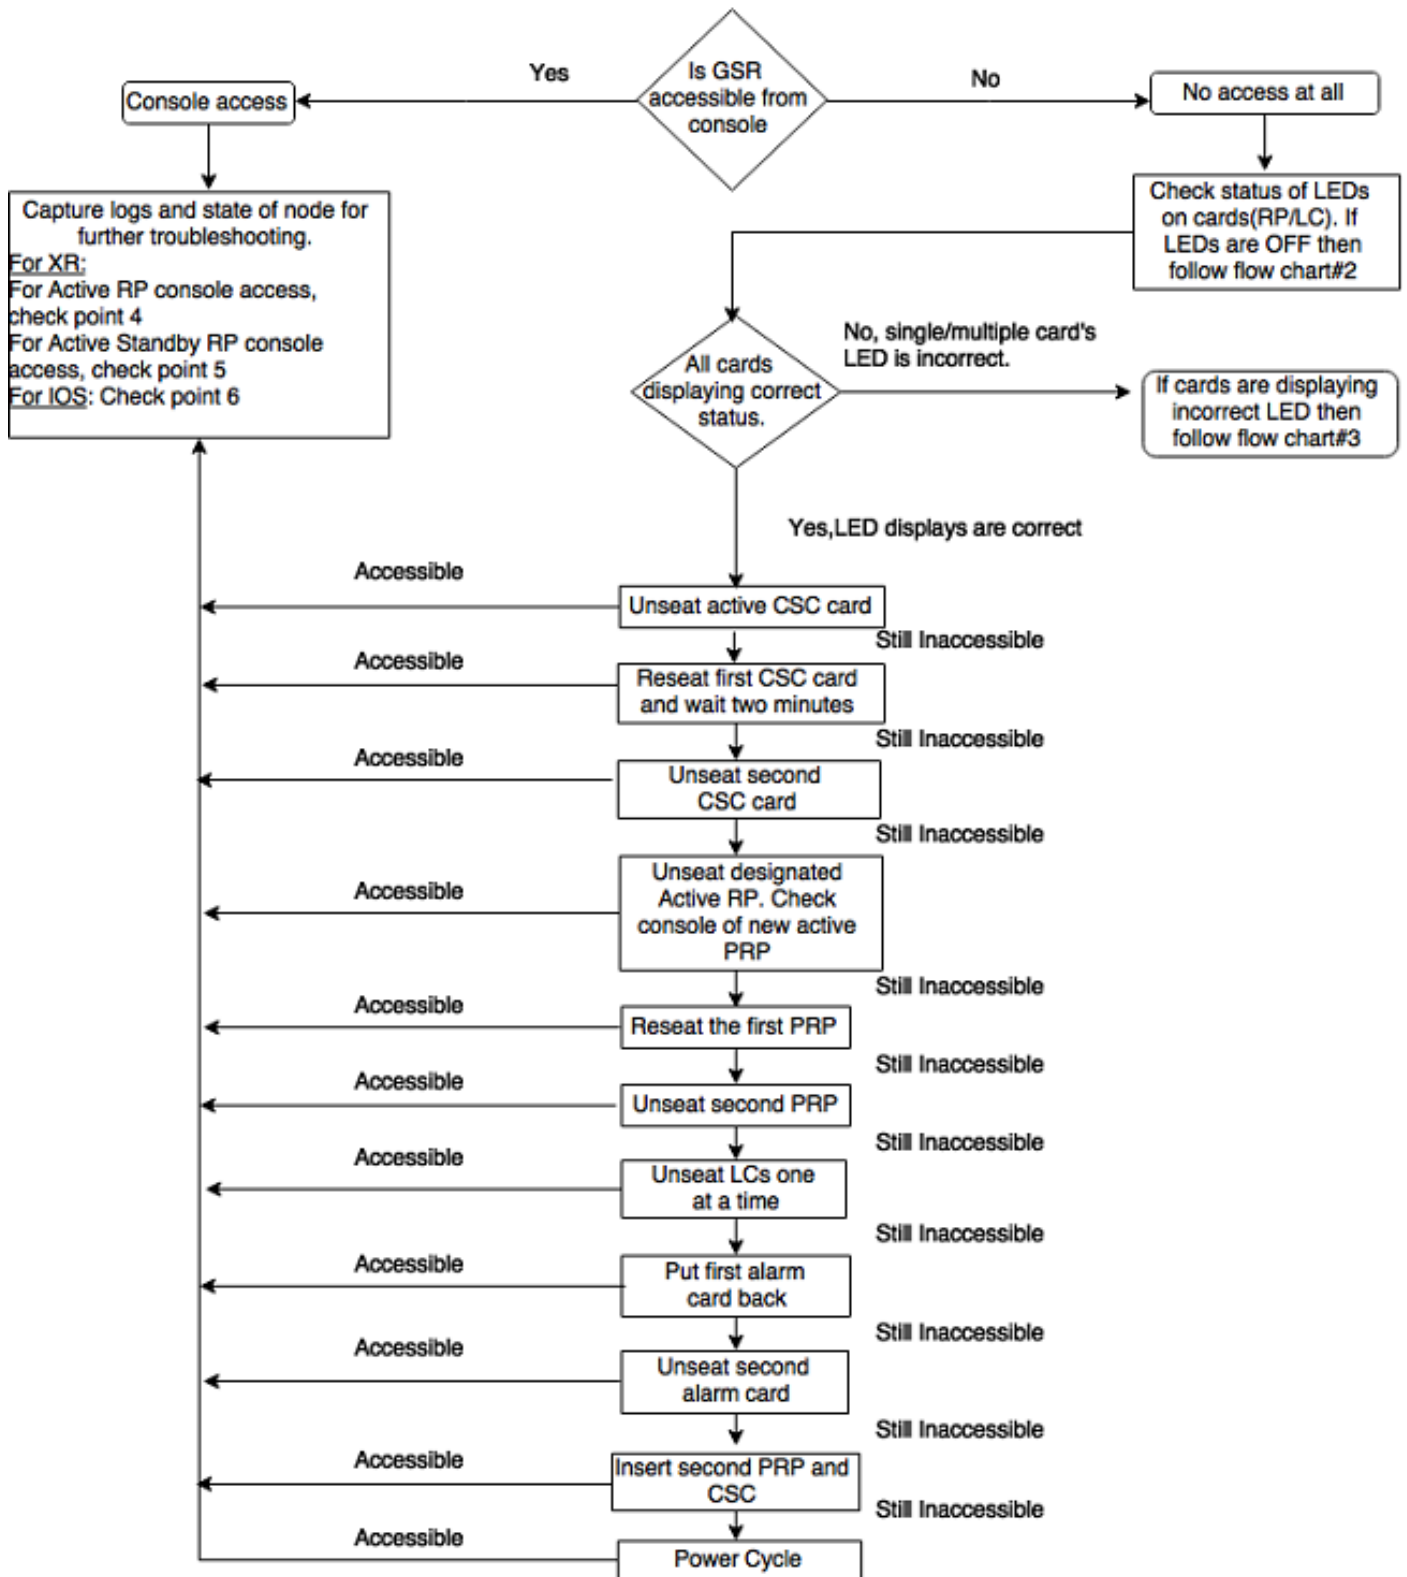 Is GSR
accessible from
console
Yes
No
Console access
No access at all
Capture logs and state of node for
further troubleshooting.
For XR:
For Active RP console access,
check point 4
For Active Standby RP console
access, check point 5
For IOS: Check point 6
Check status of LEDs
on cards(RP/LC). If
LEDs are OFF then
follow flow chart#2
All cards
displaying correct
status.
No, single/multiple card's
LED is incorrect.
If cards are displaying
incorrect LED then
follow flow chart#3
Yes,LED displays are correct
Accessible
Unseat active CSC card
Still Inaccessible
Accessible
Reseat first CSC card
and wait two minutes
Still Inaccessible
Accessible
Unseat second
CSC card
Still Inaccessible
Accessible
Unseat designated
Active RP. Check
console of new active
PRP
Still Inaccessible
Accessible
Reseat the first PRP
Still Inaccessible
Accessible
Unseat second PRP
Still Inaccessible
Accessible
Unseat LCs one
at a time
Still Inaccessible
Accessible
Put first alarm
card back
Still Inaccessible
Accessible
Unseat second
alarm card
Still Inaccessible
Accessible
Insert second PRP and
CSC
Still Inaccessible
Accessible
Power Cycle